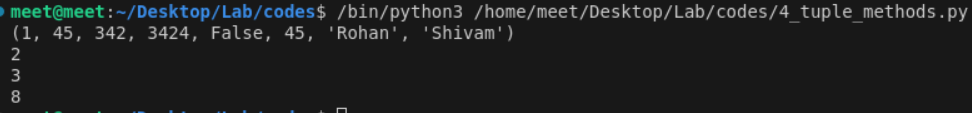 meet@meet:~/Desktop/Lab/codes$ /bin/python3 /home/meet/Desktop/Lab/codes/4_tuple_methods.py
(1, 45, 342, 3424, False, 45, 'Rohan', 'Shivam')
2
3
8